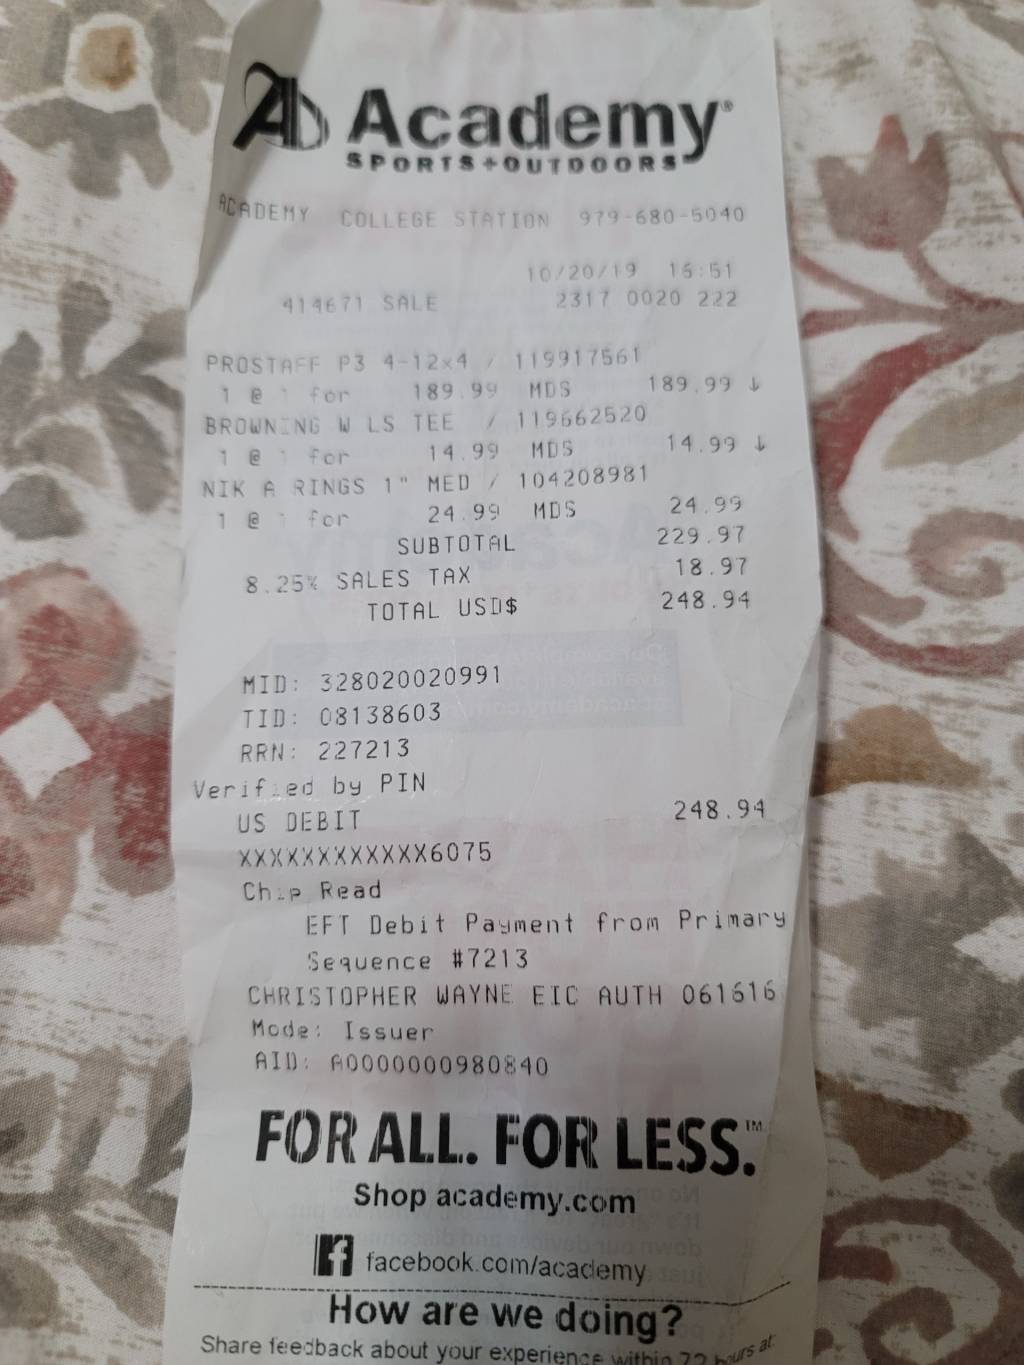 Academy
SPORTS+OUTDOORS
ACADEMY COLLEGE STATION 979-680-5040
10/20/19 16:51
414671 SALE 2317 0020 222
PROSTAFF P3 4-12x4 / 119917561
1 @ 1 for 189.99 MDS 189.99 ↓
BROWNING W LS TEE / 119662520
1 @ 1 for 14.99 MDS 14.99 ↓
NIK A RINGS 1" MED / 104208981
1 @ 1 for 24.99 MDS 24.99
SUBTOTAL 229.97
8.25% SALES TAX 18.97
TOTAL USD$ 248.94
MID: 328020020991
TID: 08138603
RRN: 227213
Verified by PIN
US DEBIT 248.94
XXXXXXXXXXXX6075
Chip Read
EFT Debit Payment from Primary
Sequence #7213
CHRISTOPHER WAYNE EIC AUTH 061616
Mode: Issuer
AID: A0000000980840
FOR ALL. FOR LESS.™
Shop academy.com
facebook.com/academy
How are we doing?
Share feedback about your experience within 72 hours at